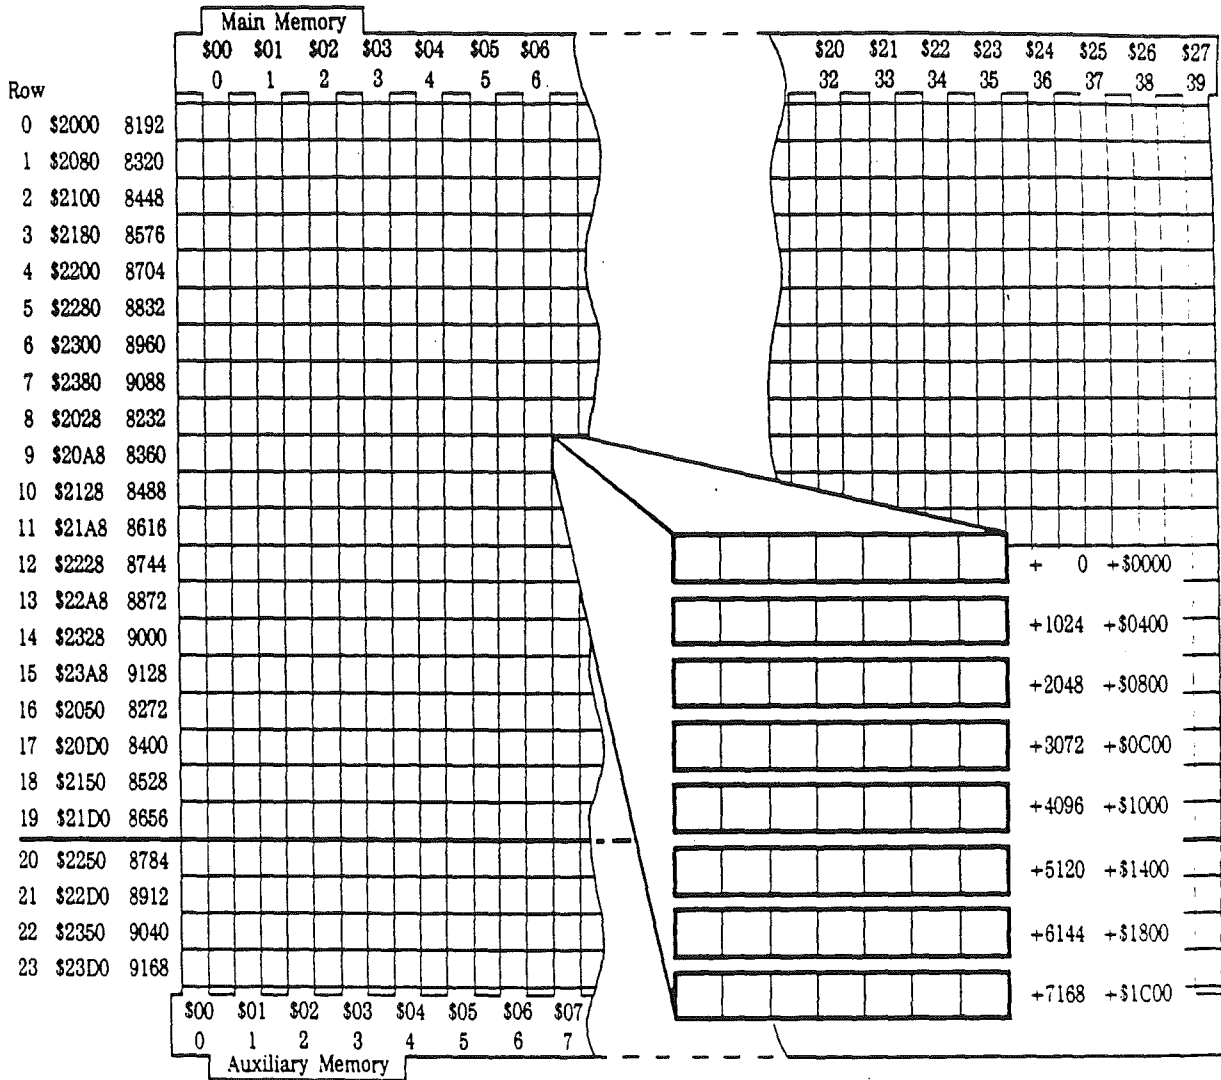 Main Memory
$00 $01 $02 $03 $04 $05 $06 $20 $21 $22 $23 $24 $25 $26 $27
0 1 2 3 4 5 6 32 33 34 35 36 37 38 39
Row
0 $2000 8192
1 $2080 8320
2 $2100 8448
3 $2180 8576
4 $2200 8704
5 $2280 8832
6 $2300 8960
7 $2380 9088
8 $2028 8232
9 $20A8 8360
10 $2128 8488
11 $21A8 8616
12 $2228 8744
+ 0 +$0000
13 $22A8 8872
14 $2328 9000
+1024 +$0400
15 $23A8 9128
+2048 +$0800
16 $2050 8272
17 $20D0 8400
+3072 +$0C00
18 $2150 8528
19 $21D0 8656
+4096 +$1000
20 $2250 8784
+5120 +$1400
21 $22D0 8912
22 $2350 9040
+6144 +$1800
23 $23D0 9168
+7168 +$1C00
$00 $01 $02 $03 $04 $05 $06 $07
0 1 2 3 4 5 6 7
Auxiliary Memory